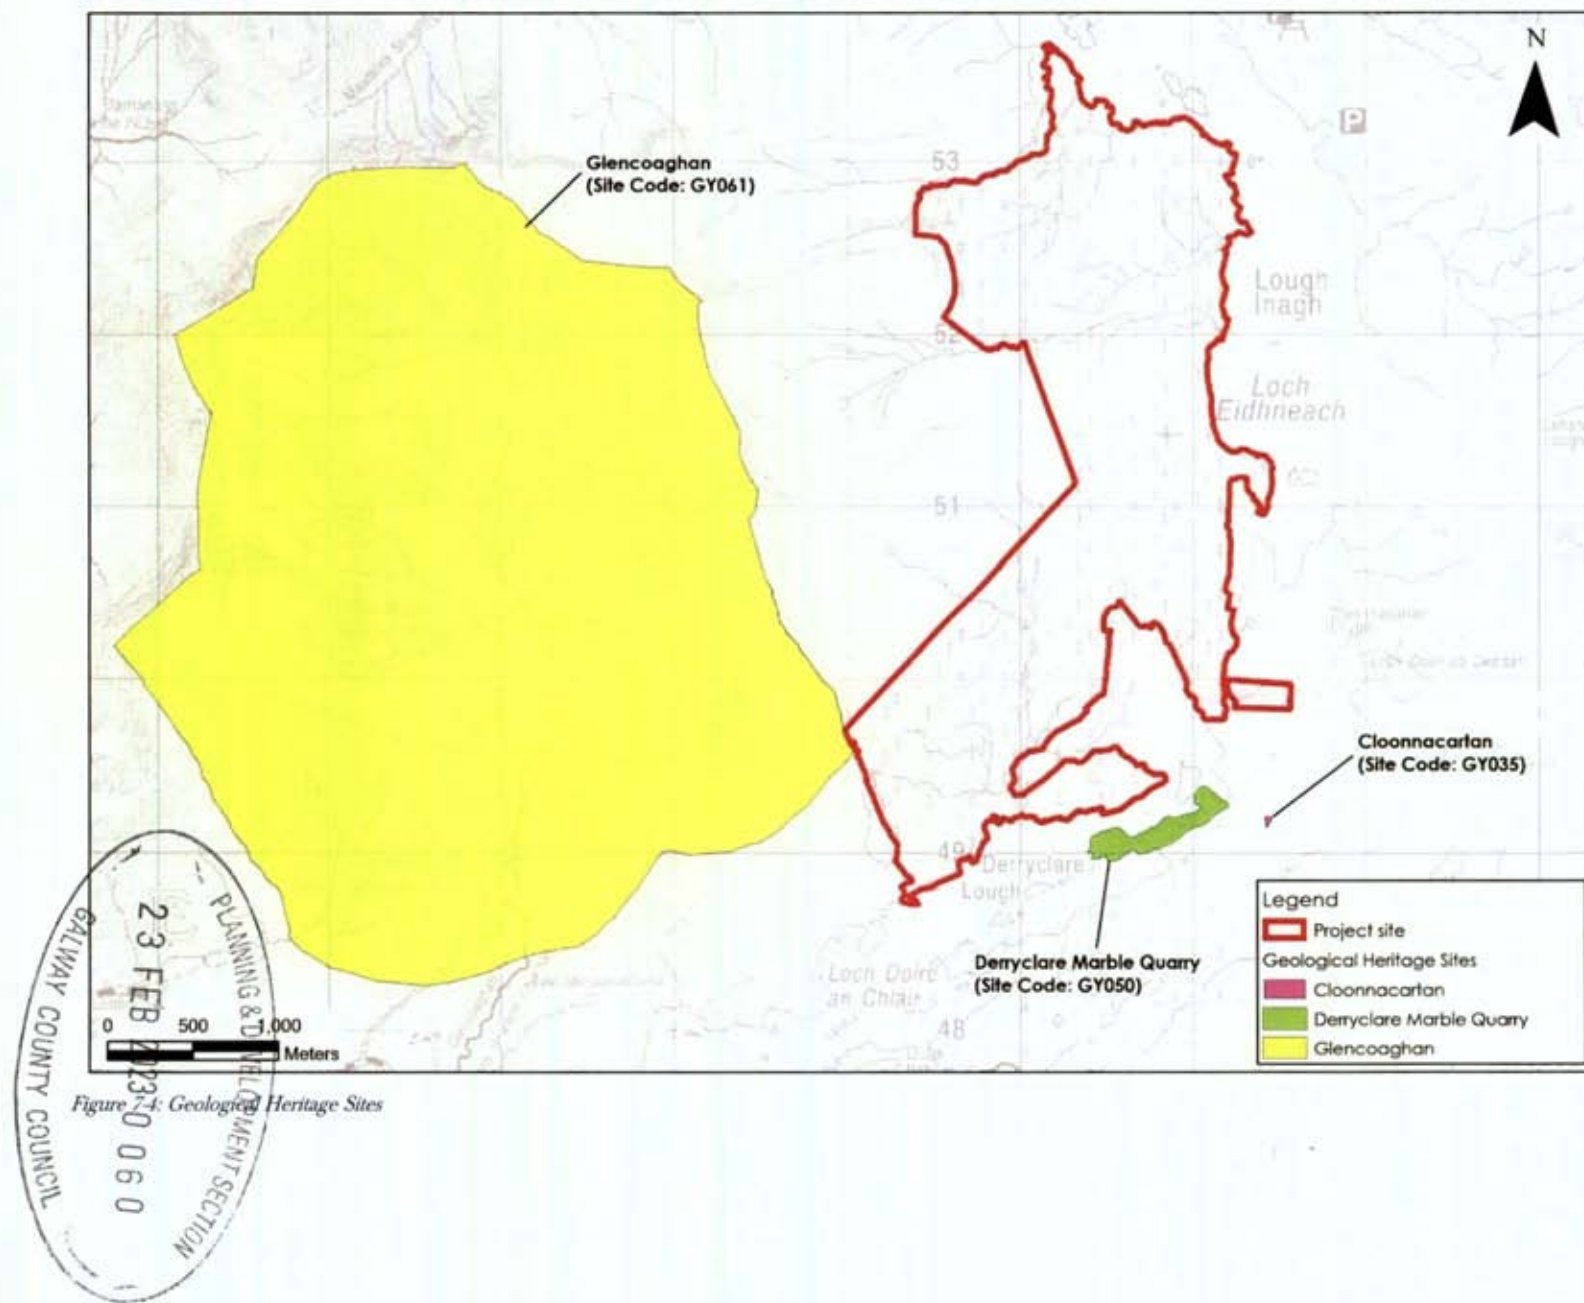 N
Glencoaghan
(Site Code: GY061)
53
Lough
Inagh
52
Loch
Eidhneach
51
Cloonnacartan
(Site Code: GY035)
49
Derryclare
Lough
Derryclare Marble Quarry
(Site Code: GY050)
Loch Doire
an Chlair
48
Legend
Project site
Geological Heritage Sites
Cloonnacartan
Derryclare Marble Quarry
Glencoaghan
0 500 1,000
Meters
Figure 7-4: Geological Heritage Sites
PLANNING & DEVELOPMENT SECTION
23 FEB 2023 0060
GALWAY COUNTY COUNCIL